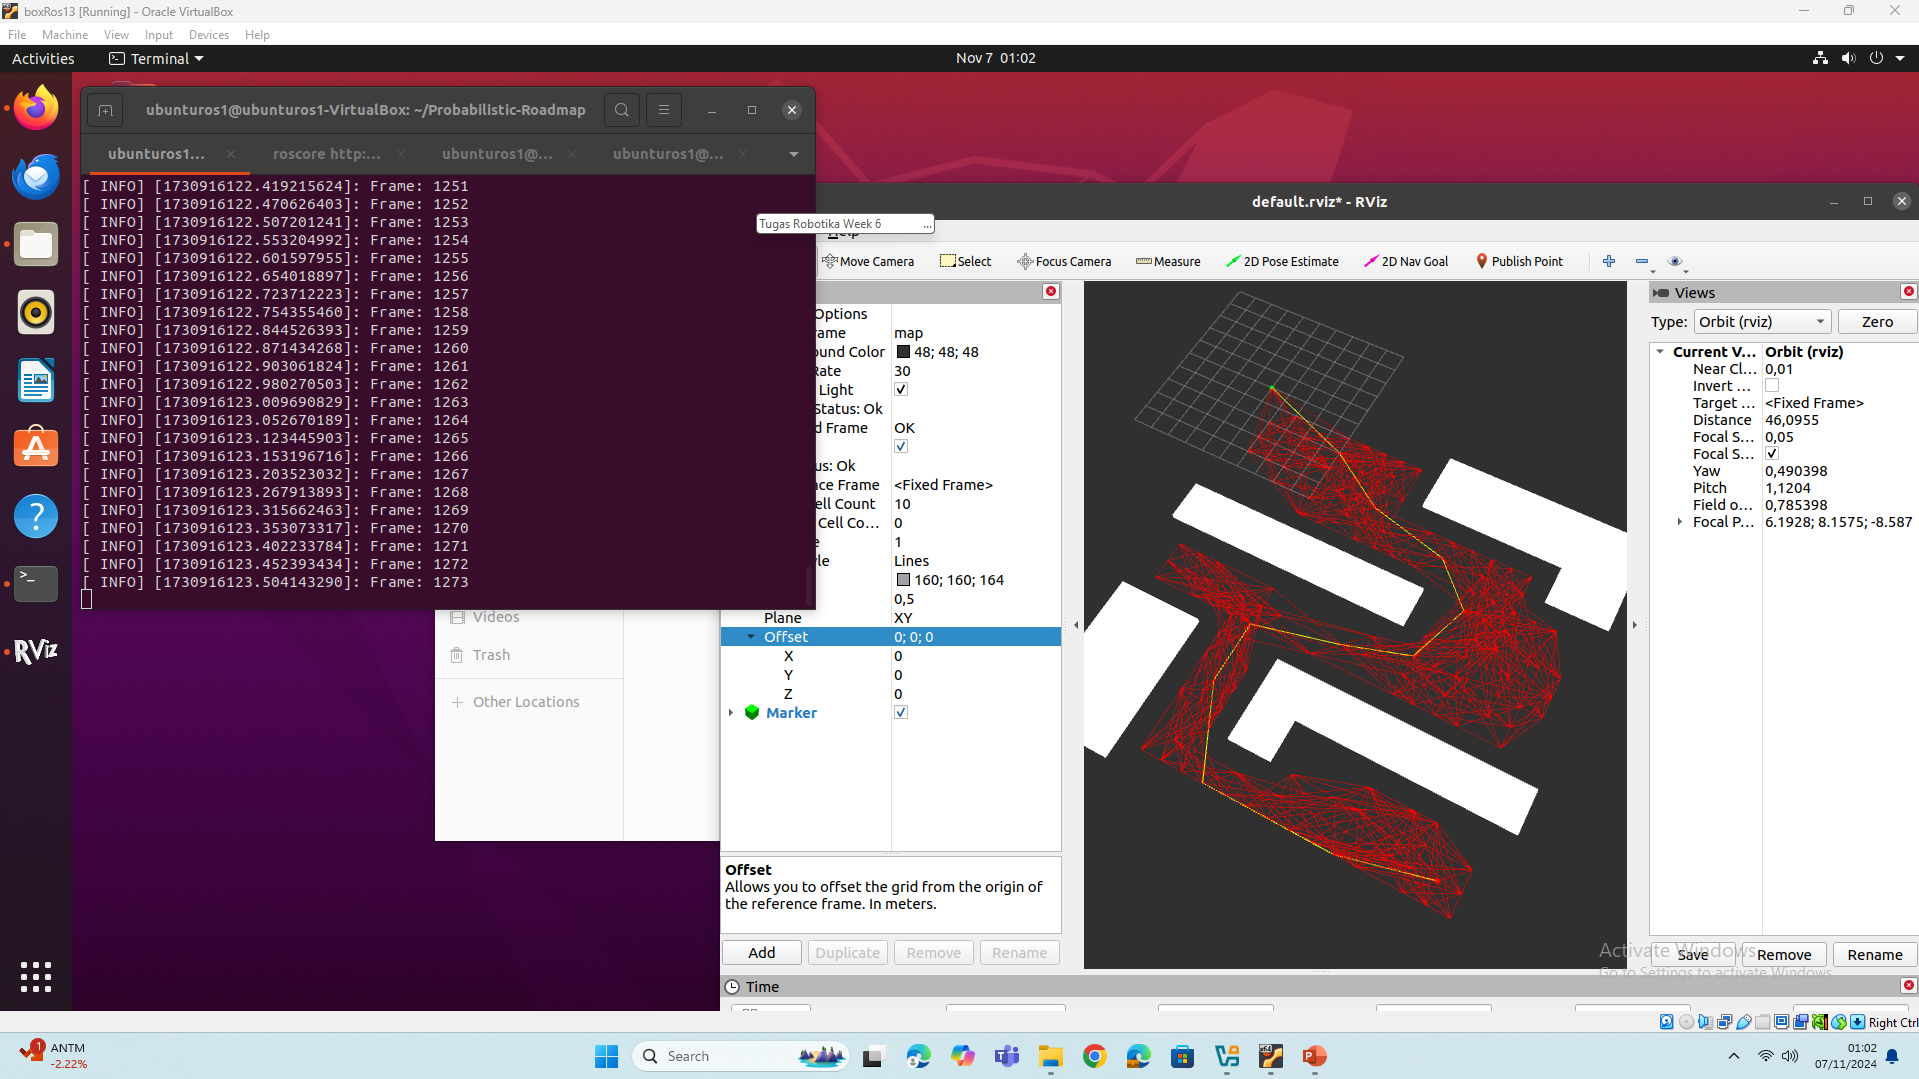 boxRos13 [Running] - Oracle VirtualBox
File Machine View Input Devices Help
Activities Terminal Nov 7 01:02
ubunturos1@ubunturos1-VirtualBox: ~/Probabilistic-Roadmap
ubunturos1... roscore http:... ubunturos1@... ubunturos1@...
[ INFO] [1730916122.419215624]: Frame: 1251
[ INFO] [1730916122.470626403]: Frame: 1252
[ INFO] [1730916122.507201241]: Frame: 1253
[ INFO] [1730916122.553204992]: Frame: 1254
[ INFO] [1730916122.601597955]: Frame: 1255
[ INFO] [1730916122.654018897]: Frame: 1256
[ INFO] [1730916122.723712223]: Frame: 1257
[ INFO] [1730916122.754355460]: Frame: 1258
[ INFO] [1730916122.844526393]: Frame: 1259
[ INFO] [1730916122.871434268]: Frame: 1260
[ INFO] [1730916122.903061824]: Frame: 1261
[ INFO] [1730916122.980270503]: Frame: 1262
[ INFO] [1730916123.009690829]: Frame: 1263
[ INFO] [1730916123.052670189]: Frame: 1264
[ INFO] [1730916123.123445903]: Frame: 1265
[ INFO] [1730916123.153196716]: Frame: 1266
[ INFO] [1730916123.203523032]: Frame: 1267
[ INFO] [1730916123.267913893]: Frame: 1268
[ INFO] [1730916123.315662463]: Frame: 1269
[ INFO] [1730916123.353073317]: Frame: 1270
[ INFO] [1730916123.402233784]: Frame: 1271
[ INFO] [1730916123.452393434]: Frame: 1272
[ INFO] [1730916123.504143290]: Frame: 1273
Videos
Trash
+ Other Locations
RViz
default.rviz* - RViz
Tugas Robotika Week 6 ...
Help
Move Camera Select Focus Camera Measure 2D Pose Estimate 2D Nav Goal Publish Point
Options
rame map
ound Color 48; 48; 48
Rate 30
Light
Status: Ok
d Frame OK
us: Ok
nce Frame <Fixed Frame>
ell Count 10
Cell Co... 0
e 1
yle Lines
160; 160; 164
0,5
Plane XY
Offset 0; 0; 0
X 0
Y 0
Z 0
Marker
Offset
Allows you to offset the grid from the origin of
the reference frame. In meters.
Add Duplicate Remove Rename
Time
Views
Type: Orbit (rviz) Zero
Current V... Orbit (rviz)
Near Cl... 0,01
Invert ...
Target ... <Fixed Frame>
Distance 46,0955
Focal S... 0,05
Focal S...
Yaw 0,490398
Pitch 1,1204
Field o... 0,785398
Focal P... 6.1928; 8.1575; -8.587
Save Remove Rename
Activate Windows
Go to Settings to activate Windows.
Right Ctrl
1
ANTM
-2.22%
Search
01:02
07/11/2024